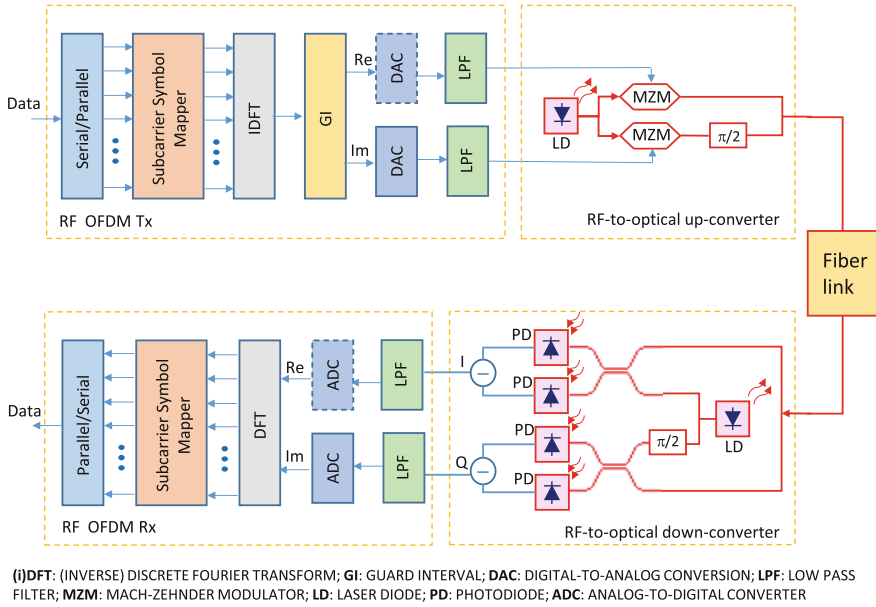 Data
Serial/Parallel
Subcarrier Symbol
Mapper
IDFT
GI
Re
DAC
LPF
Im
DAC
LPF
RF OFDM Tx
MZM
LD
MZM
π/2
RF-to-optical up-converter
Fiber
link
Data
Parallel/Serial
Subcarrier Symbol
Mapper
DFT
Re
ADC
LPF
Im
ADC
LPF
RF OFDM Rx
I
Q
PD
PD
PD
PD
π/2
LD
RF-to-optical down-converter
(i)DFT: (INVERSE) DISCRETE FOURIER TRANSFORM; GI: GUARD INTERVAL; DAC: DIGITAL-TO-ANALOG CONVERSION; LPF: LOW PASS
FILTER; MZM: MACH-ZEHNDER MODULATOR; LD: LASER DIODE; PD: PHOTODIODE; ADC: ANALOG-TO-DIGITAL CONVERTER